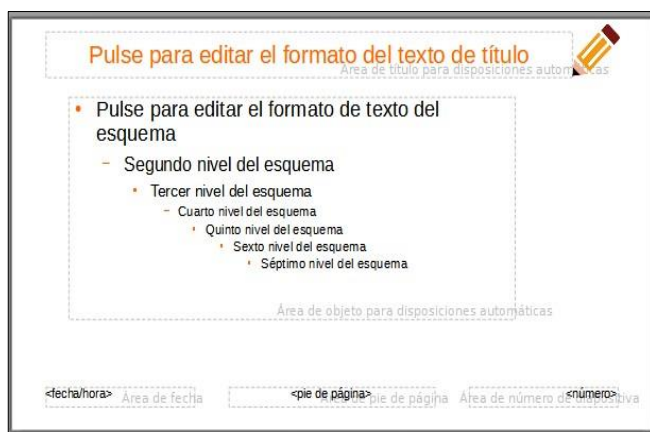 Pulse para editar el formato del texto de título
Área de título para disposiciones automáticas
• Pulse para editar el formato de texto del
esquema
– Segundo nivel del esquema
• Tercer nivel del esquema
– Cuarto nivel del esquema
• Quinto nivel del esquema
• Sexto nivel del esquema
• Séptimo nivel del esquema
Área de objeto para disposiciones automáticas
<fecha/hora> Área de fecha
<pie de página> Área de pie de página
<número> Área de número de diapositiva